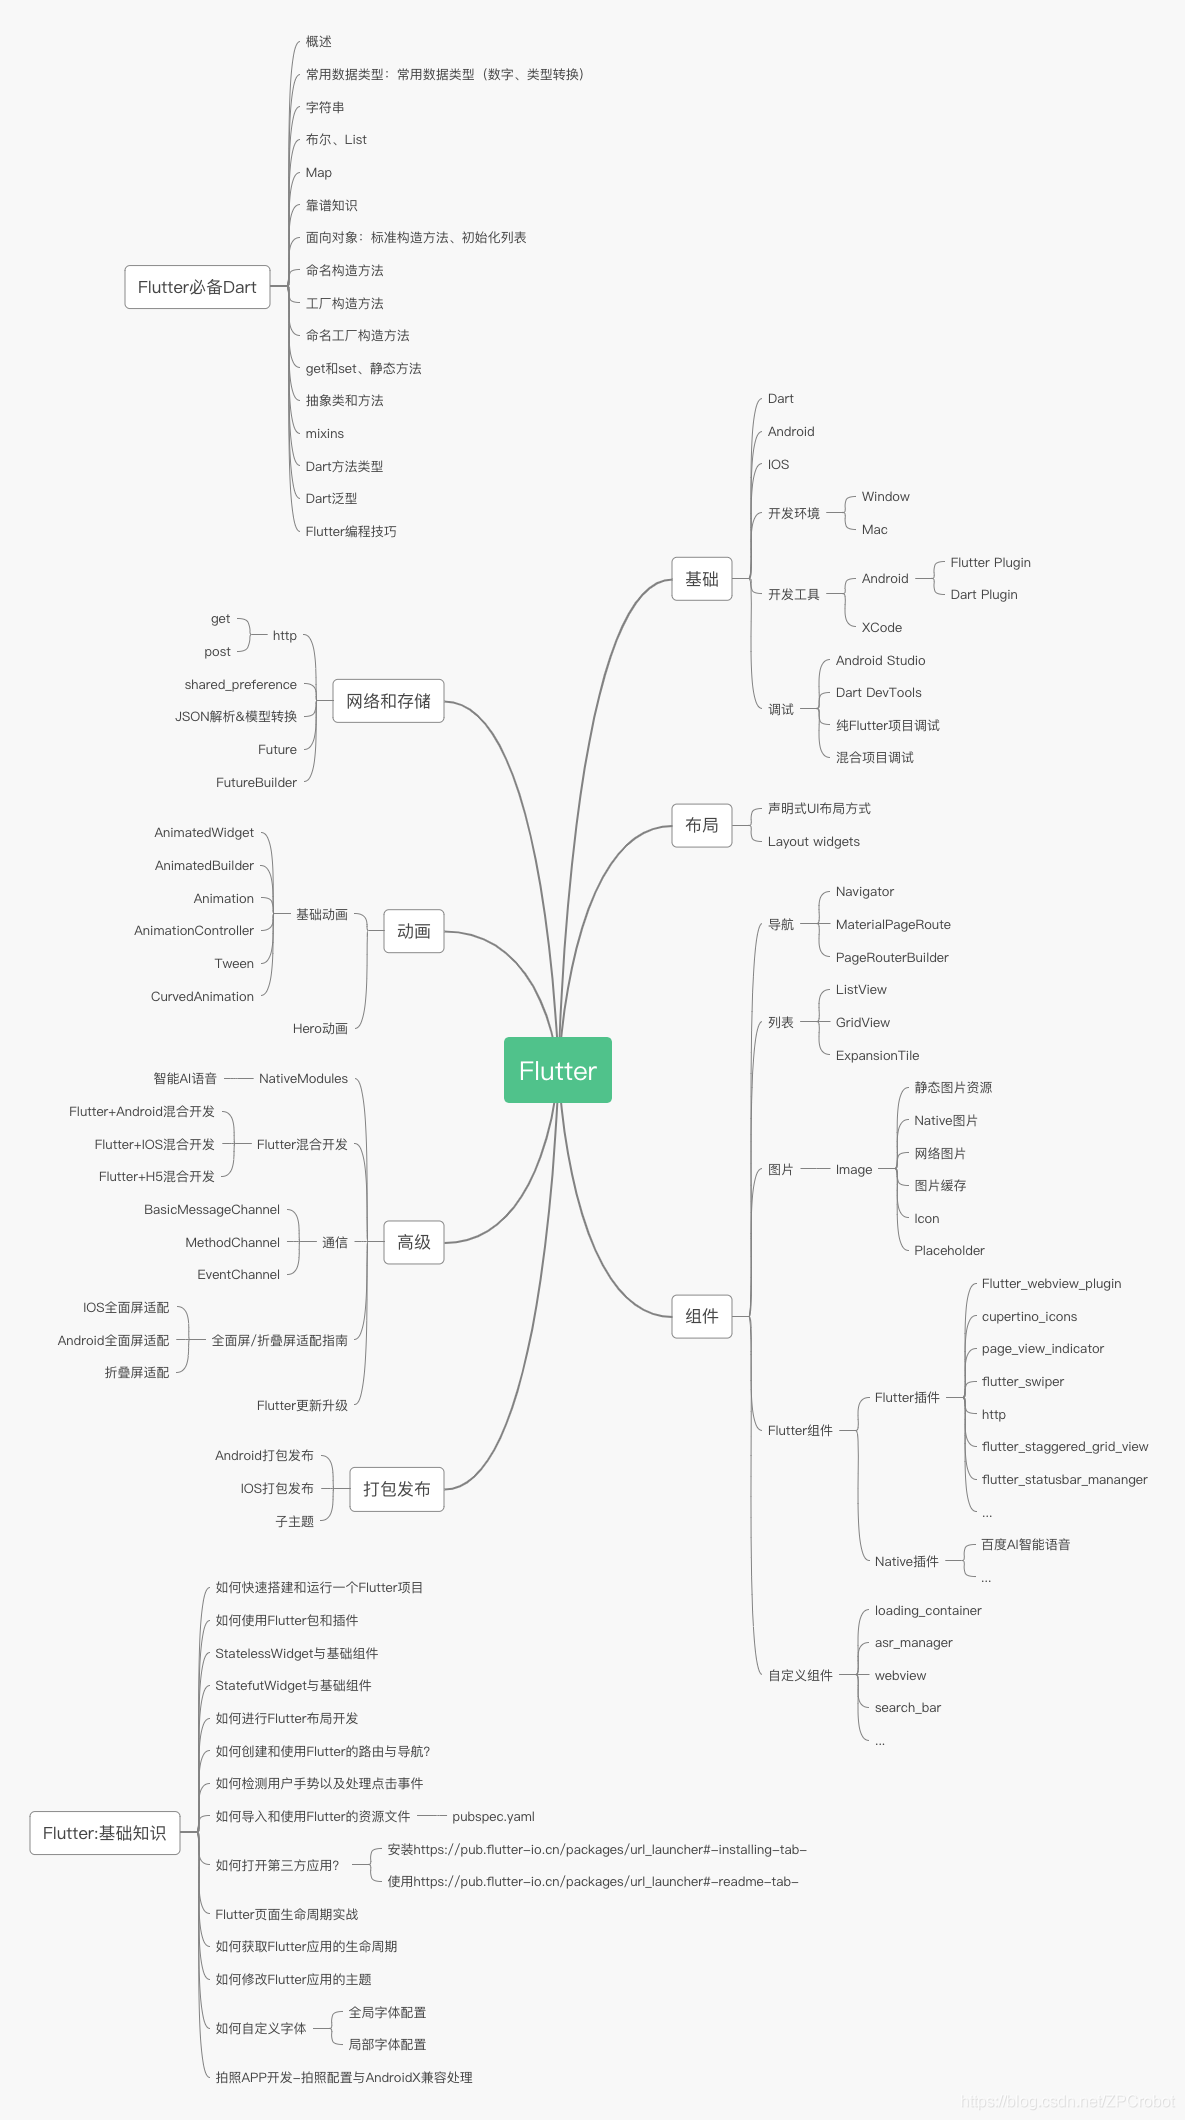 概述
常用数据类型：常用数据类型（数字、类型转换）
字符串
布尔、List
Map
靠谱知识
面向对象：标准构造方法、初始化列表
Flutter必备Dart
命名构造方法
工厂构造方法
命名工厂构造方法
get和set、静态方法
抽象类和方法
mixins
Dart方法类型
Dart泛型
Flutter编程技巧
Dart
Android
IOS
开发环境
Window
Mac
基础
开发工具
Android
Flutter Plugin
Dart Plugin
XCode
调试
Android Studio
Dart DevTools
纯Flutter项目调试
混合项目调试
get
post
http
shared_preference
网络和存储
JSON解析&模型转换
Future
FutureBuilder
布局
声明式UI布局方式
Layout widgets
AnimatedWidget
AnimatedBuilder
Animation
AnimationController
Tween
CurvedAnimation
基础动画
动画
Hero动画
导航
Navigator
MaterialPageRoute
PageRouterBuilder
列表
ListView
GridView
ExpansionTile
Flutter
智能AI语音
NativeModules
Flutter+Android混合开发
Flutter+IOS混合开发
Flutter+H5混合开发
Flutter混合开发
BasicMessageChannel
MethodChannel
EventChannel
通信
高级
IOS全面屏适配
Android全面屏适配
折叠屏适配
全面屏/折叠屏适配指南
Flutter更新升级
图片
Image
静态图片资源
Native图片
网络图片
图片缓存
Icon
Placeholder
组件
Flutter组件
Flutter插件
Flutter_webview_plugin
cupertino_icons
page_view_indicator
flutter_swiper
http
flutter_staggered_grid_view
flutter_statusbar_mananger
...
Native插件
百度AI智能语音
...
自定义组件
loading_container
asr_manager
webview
search_bar
...
Android打包发布
IOS打包发布
子主题
打包发布
如何快速搭建和运行一个Flutter项目
如何使用Flutter包和插件
StatelessWidget与基础组件
StatefutWidget与基础组件
如何进行Flutter布局开发
如何创建和使用Flutter的路由与导航?
如何检测用户手势以及处理点击事件
如何导入和使用Flutter的资源文件
pubspec.yaml
Flutter:基础知识
如何打开第三方应用？
安装https://pub.flutter-io.cn/packages/url_launcher#-installing-tab-
使用https://pub.flutter-io.cn/packages/url_launcher#-readme-tab-
Flutter页面生命周期实战
如何获取Flutter应用的生命周期
如何修改Flutter应用的主题
如何自定义字体
全局字体配置
局部字体配置
拍照APP开发-拍照配置与AndroidX兼容处理
https://blog.csdn.net/ZPCrobot